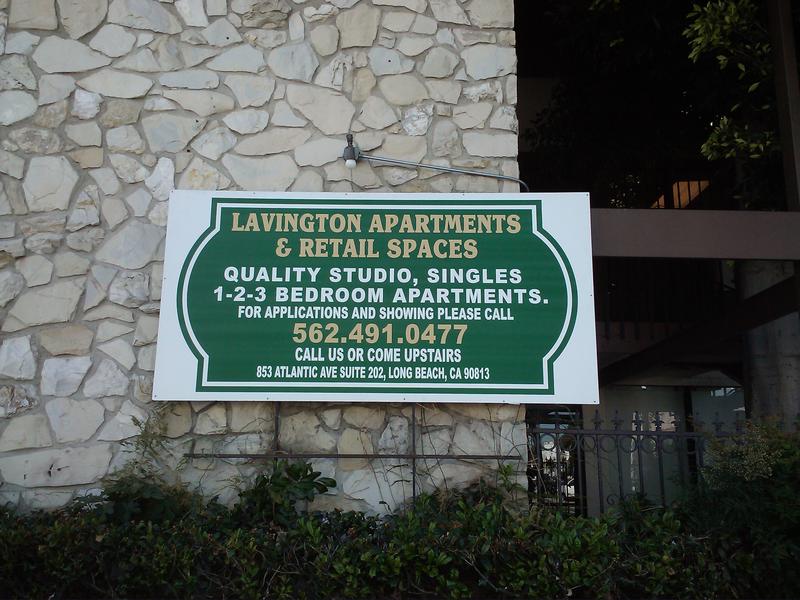 LAVINGTON APARTMENTS
& RETAIL SPACES
QUALITY STUDIO, SINGLES
1-2-3 BEDROOM APARTMENTS.
FOR APPLICATIONS AND SHOWING PLEASE CALL
562.491.0477
CALL US OR COME UPSTAIRS
853 ATLANTIC AVE SUITE 202, LONG BEACH, CA 90813